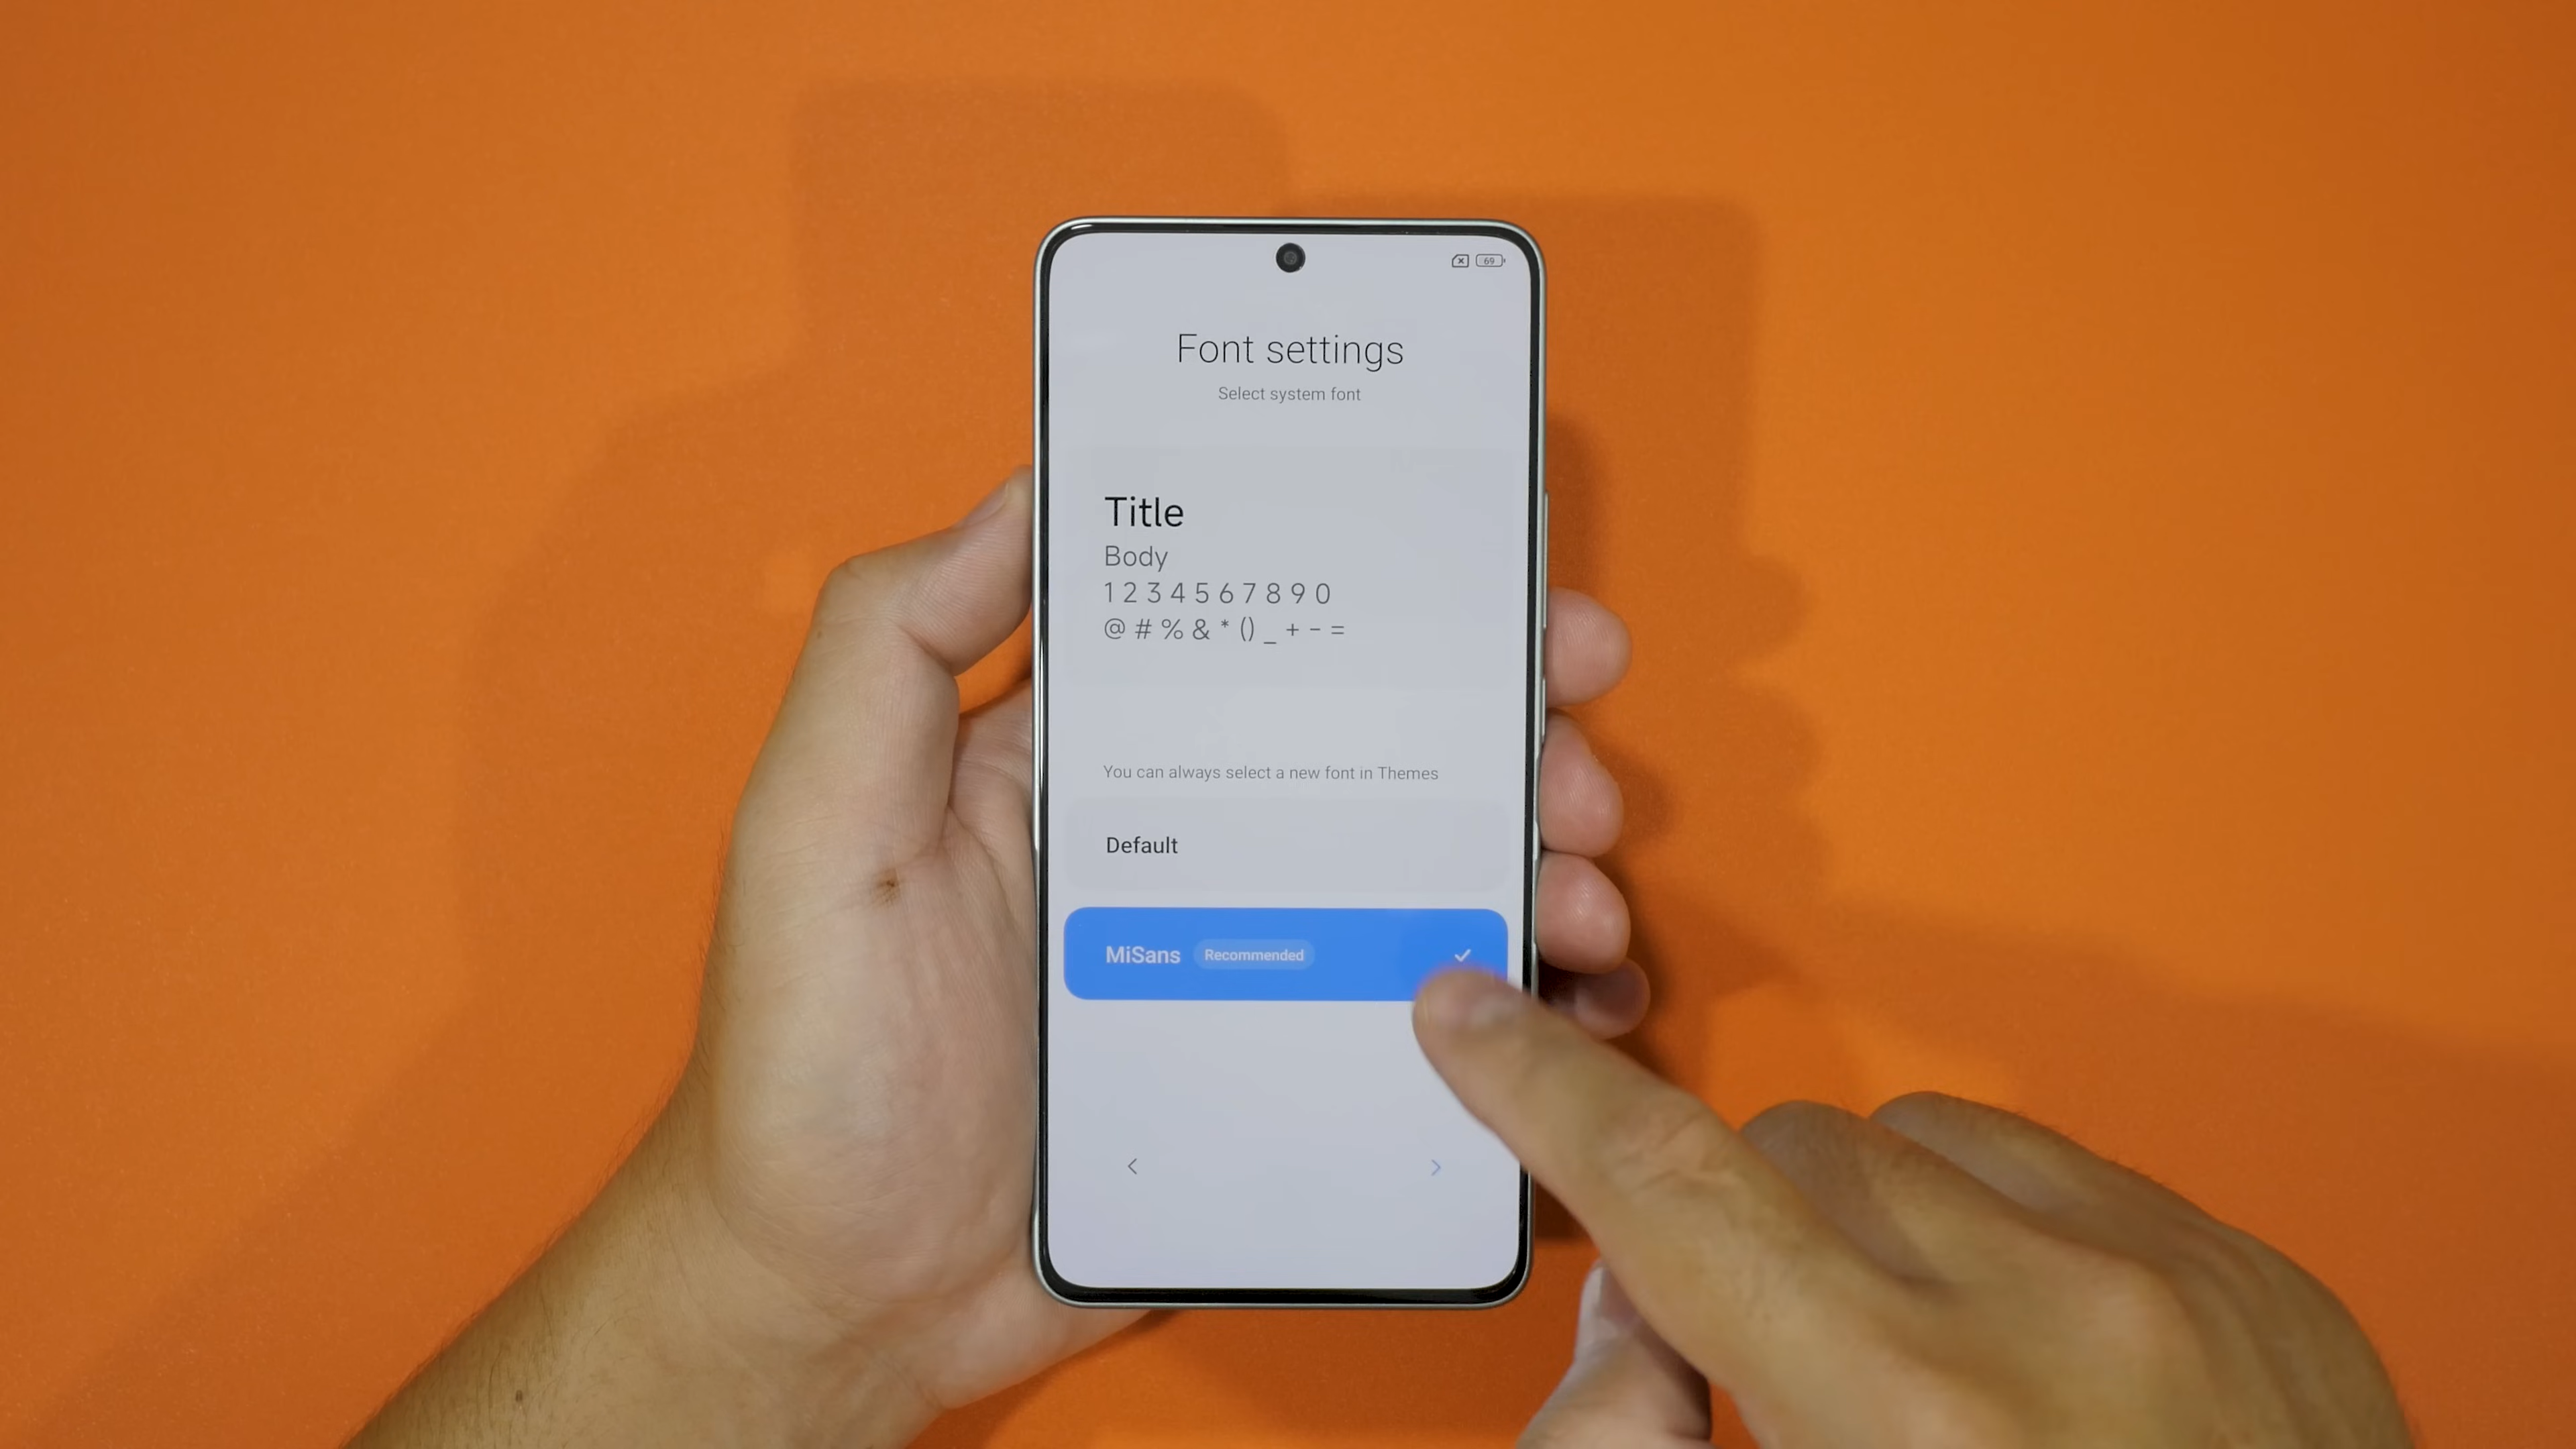 69
Font settings
Select system font
Title
Body
1 2 3 4 5 6 7 8 9 0
@ # % & * () _ + - =
You can always select a new font in Themes
Default
MiSans Recommended